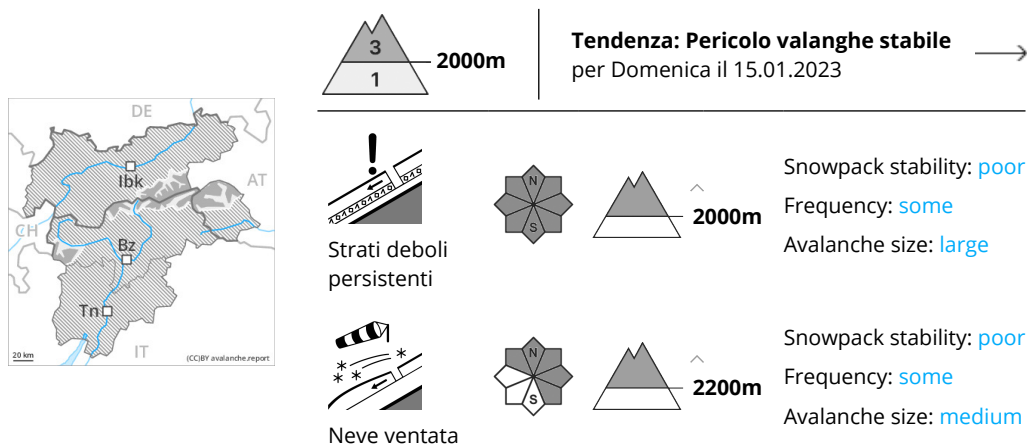 3
1
2000m
Tendenza: Pericolo valanghe stabile
per Domenica il 15.01.2023
DE
Ibk
AT
CH
Bz
Tn
IT
20 km
(CC)BY avalanche.report
N
S
2000m
Strati deboli
persistenti
Snowpack stability: poor
Frequency: some
Avalanche size: large
N
S
2200m
Neve ventata
Snowpack stability: poor
Frequency: some
Avalanche size: medium